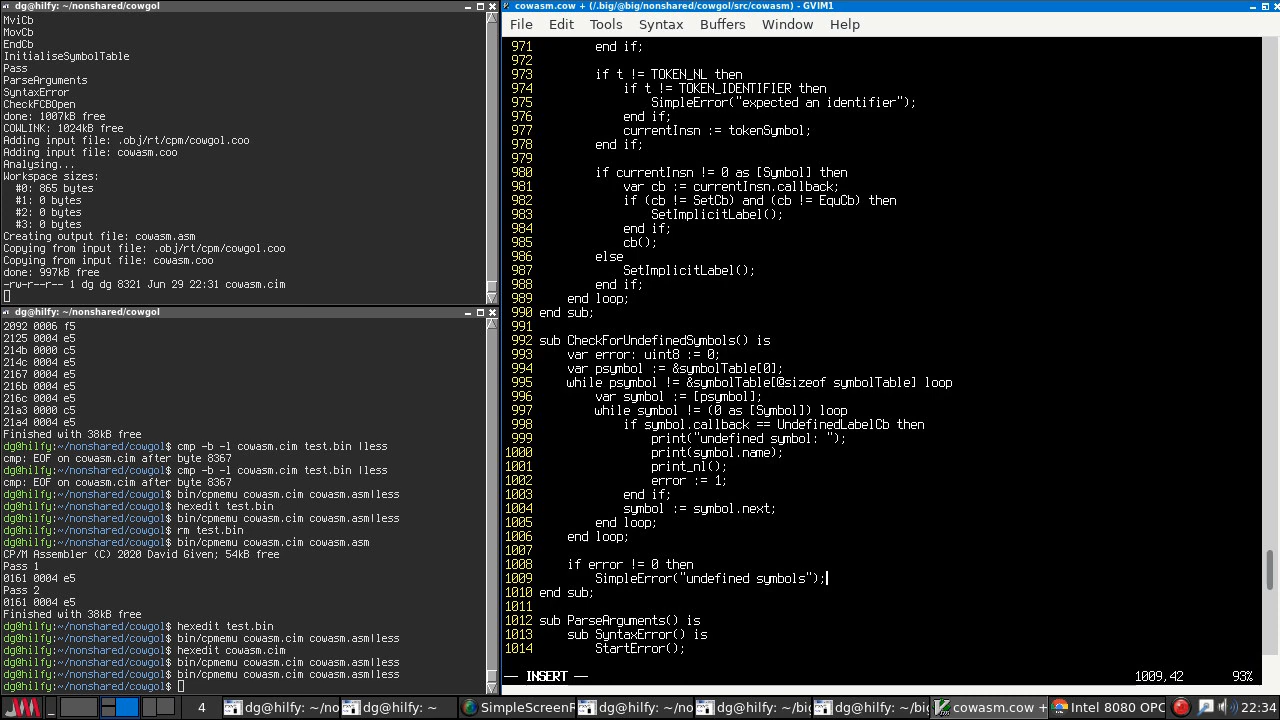 dg@hilfy: ~/nonshared/cowgol
MviCb
MovCb
EndCb
InitialiseSymbolTable
Pass
ParseArguments
SyntaxError
CheckFCBOpen
done: 1007kB free
COWLINK: 1024kB free
Adding input file: .obj/rt/cpm/cowgol.coo
Adding input file: cowasm.coo
Analysing...
Workspace sizes:
#0: 865 bytes
#1: 0 bytes
#2: 0 bytes
#3: 0 bytes
Creating output file: cowasm.asm
Copying from input file: .obj/rt/cpm/cowgol.coo
Copying from input file: cowasm.coo
done: 997kB free
-rw-r--r-- 1 dg dg 8321 Jun 29 22:31 cowasm.cim
dg@hilfy: ~/nonshared/cowgol
2092 0006 f5
2125 0004 e5
214b 0000 c5
214c 0004 e5
2167 0004 e5
216b 0004 e5
216c 0004 e5
21a3 0000 c5
21a4 0004 e5
Finished with 38kB free
dg@hilfy:~/nonshared/cowgol$ cmp -b -l cowasm.cim test.bin |less
cmp: EOF on cowasm.cim after byte 8367
dg@hilfy:~/nonshared/cowgol$ cmp -b -l cowasm.cim test.bin |less
cmp: EOF on cowasm.cim after byte 8367
dg@hilfy:~/nonshared/cowgol$ bin/cpmemu cowasm.cim cowasm.asm|less
dg@hilfy:~/nonshared/cowgol$ hexedit test.bin
dg@hilfy:~/nonshared/cowgol$ bin/cpmemu cowasm.cim cowasm.asm|less
dg@hilfy:~/nonshared/cowgol$ rm test.bin
dg@hilfy:~/nonshared/cowgol$ bin/cpmemu cowasm.cim cowasm.asm
CP/M Assembler (C) 2020 David Given; 54kB free
Pass 1
0161 0004 e5
Pass 2
0161 0004 e5
Finished with 38kB free
dg@hilfy:~/nonshared/cowgol$ hexedit test.bin
dg@hilfy:~/nonshared/cowgol$ bin/cpmemu cowasm.cim cowasm.asm|less
dg@hilfy:~/nonshared/cowgol$ hexedit cowasm.cim
dg@hilfy:~/nonshared/cowgol$ bin/cpmemu cowasm.cim cowasm.asm|less
dg@hilfy:~/nonshared/cowgol$ bin/cpmemu cowasm.cim cowasm.asm|less
dg@hilfy:~/nonshared/cowgol$
cowasm.cow + (/.big/@big/nonshared/cowgol/src/cowasm) - GVIM1
File Edit Tools Syntax Buffers Window Help
971 end if;
972
973 if t != TOKEN_NL then
974 if t != TOKEN_IDENTIFIER then
975 SimpleError("expected an identifier");
976 end if;
977 currentInsn := tokenSymbol;
978 end if;
979
980 if currentInsn != 0 as [Symbol] then
981 var cb := currentInsn.callback;
982 if (cb != SetCb) and (cb != EquCb) then
983 SetImplicitLabel();
984 end if;
985 cb();
986 else
987 SetImplicitLabel();
988 end if;
989 end loop;
990 end sub;
991
992 sub CheckForUndefinedSymbols() is
993 var error: uint8 := 0;
994 var psymbol := &symbolTable[0];
995 while psymbol != &symbolTable[@sizeof symbolTable] loop
996 var symbol := [psymbol];
997 while symbol != (0 as [Symbol]) loop
998 if symbol.callback == UndefinedLabelCb then
999 print("undefined symbol: ");
1000 print(symbol.name);
1001 print_nl();
1002 error := 1;
1003 end if;
1004 symbol := symbol.next;
1005 end loop;
1006 end loop;
1007
1008 if error != 0 then
1009 SimpleError("undefined symbols");
1010 end sub;
1011
1012 sub ParseArguments() is
1013 sub SyntaxError() is
1014 StartError();
-- INSERT -- 1009,42 93%
4 dg@hilfy: ~/no dg@hilfy: ~ SimpleScreenR dg@hilfy: ~/no dg@hilfy: ~/big dg@hilfy: ~/big cowasm.cow + Intel 8080 OPC 22:34